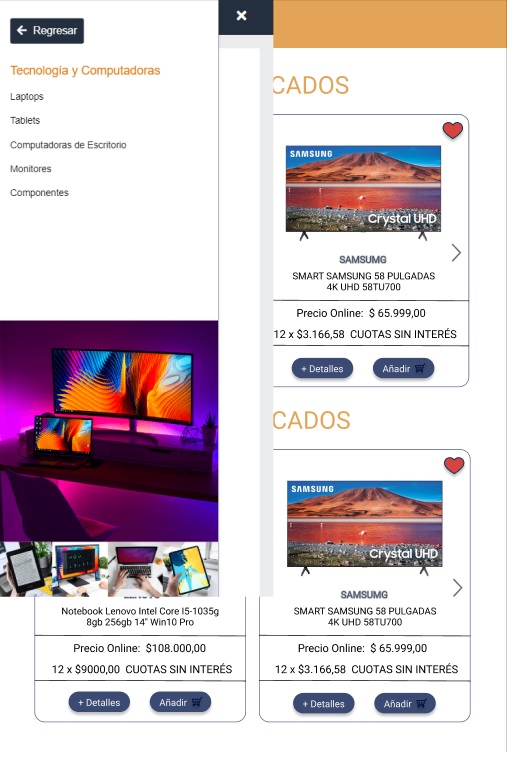 Regresar
Tecnología y Computadoras
Laptops
Tablets
Computadoras de Escritorio
Monitores
Componentes
CADOS
SAMSUNG
Crystal UHD
SAMSUMG
SMART SAMSUNG 58 PULGADAS
4K UHD 58TU700
Precio Online: $ 65.999,00
12 x $3.166,58 CUOTAS SIN INTERÉS
+ Detalles
Añadir
CADOS
SAMSUNG
Crystal UHD
SAMSUMG
SMART SAMSUNG 58 PULGADAS
4K UHD 58TU700
Precio Online: $ 65.999,00
12 x $3.166,58 CUOTAS SIN INTERÉS
+ Detalles
Añadir
Notebook Lenovo Intel Core I5-1035g
8gb 256gb 14" Win10 Pro
Precio Online: $108.000,00
12 x $9000,00 CUOTAS SIN INTERÉS
+ Detalles
Añadir